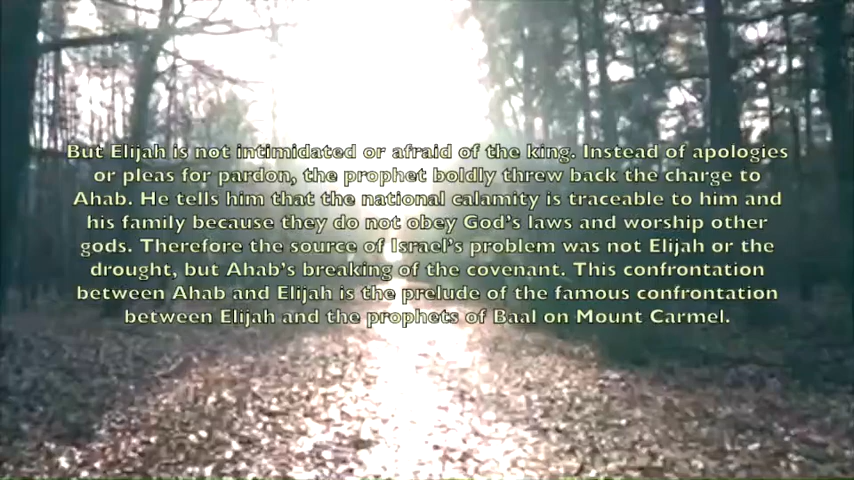 But Elijah is not intimidated or afraid of the king. Instead of apologies
or pleas for pardon, the prophet boldly threw back the charge to
Ahab. He tells him that the national calamity is traceable to him and
his family because they do not obey God's laws and worship other
gods. Therefore the source of Israel's problem was not Elijah or the
drought, but Ahab's breaking of the covenant. This confrontation
between Ahab and Elijah is the prelude of the famous confrontation
between Elijah and the prophets of Baal on Mount Carmel.